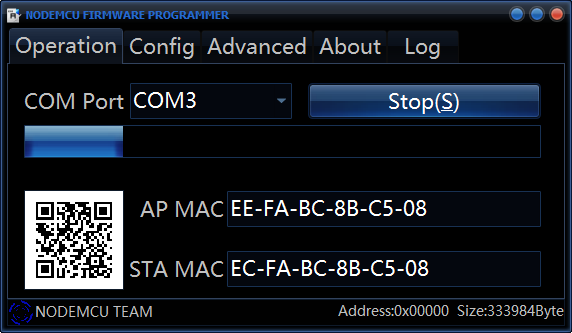 NODEMCU FIRMWARE PROGRAMMER
Operation Config Advanced About Log
COM Port COM3 Stop(S)
AP MAC EE-FA-BC-8B-C5-08
STA MAC EC-FA-BC-8B-C5-08
NODEMCU TEAM Address:0x00000 Size:333984Byte